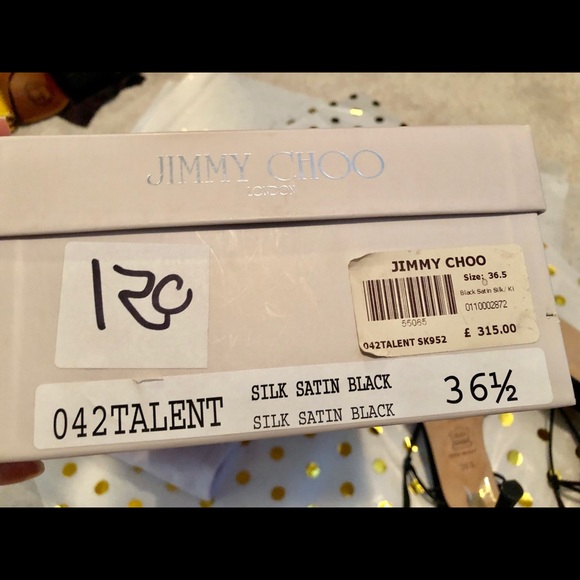 JIMMY CHOO
LONDON
JIMMY CHOO
Size: 36.5
Black Satin Silk/ Ki
0110002872
55065
042TALENT SK952
£ 315.00
042TALENT
SILK SATIN BLACK
SILK SATIN BLACK
36½